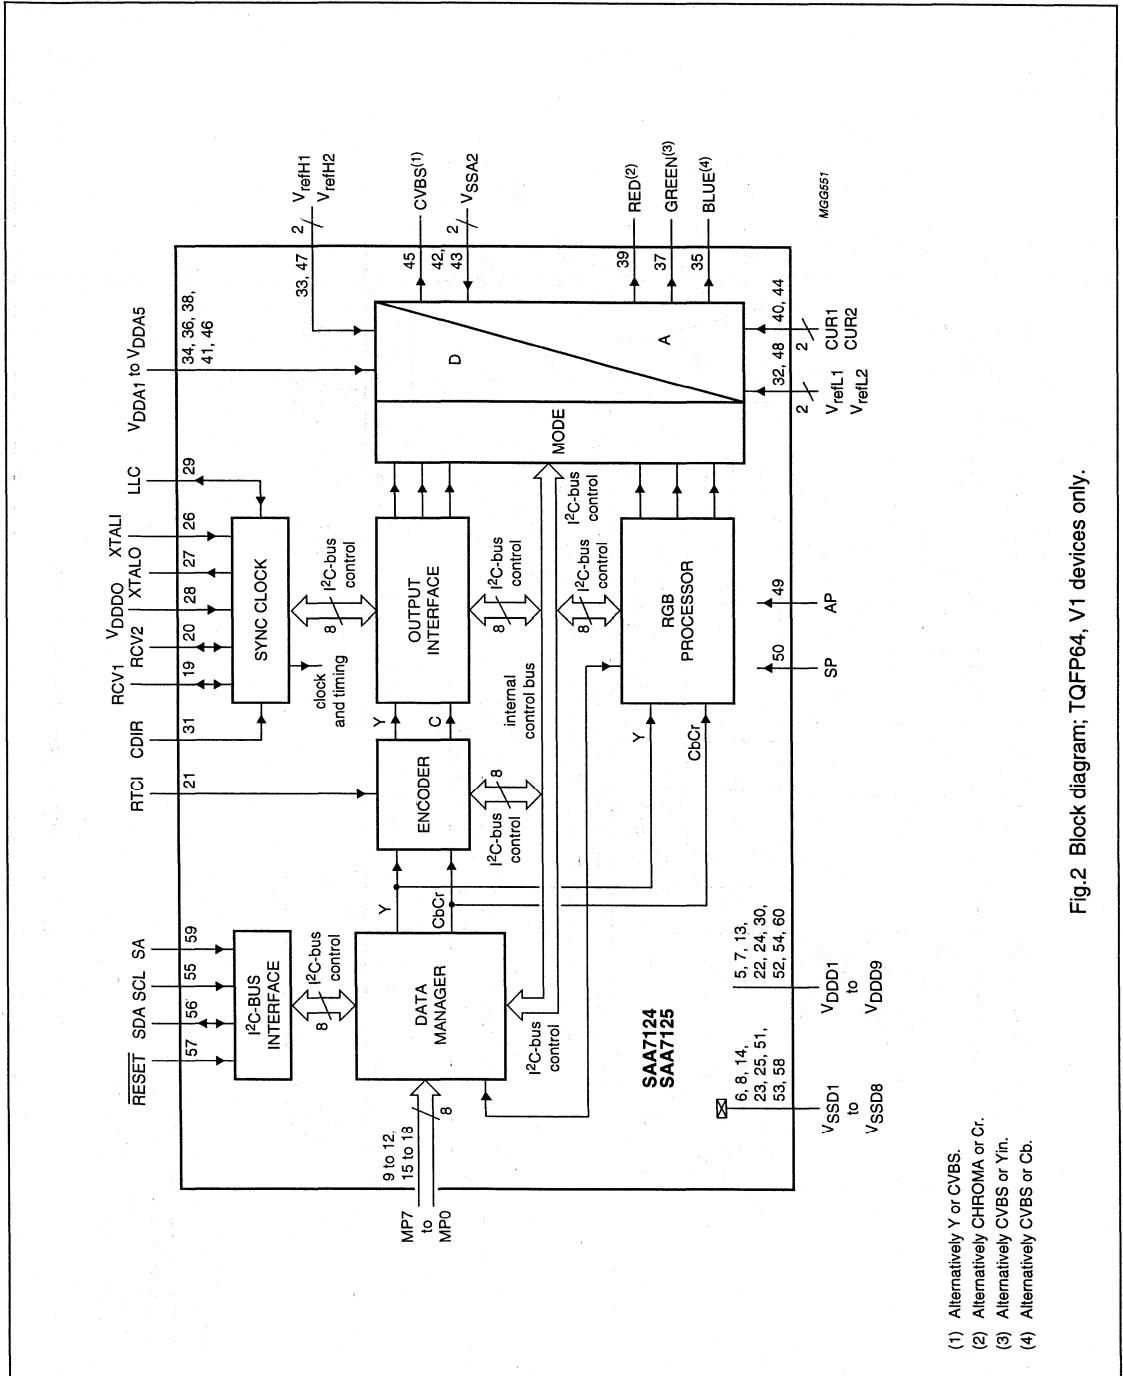 RESET
SDA
SCL
SA
57
56
55
59
I2C-BUS
INTERFACE
8
I2C-bus
control
RTCI
21
CDIR
31
RCV1
19
RCV2
20
VDDDO
28
XTALO
27
XTALI
26
LLC
29
SYNC CLOCK
clock
and timing
8
I2C-bus
control
VDDA1 to VDDA5
34, 36, 38,
41, 46
VrefH1
VrefH2
2
33, 47
MP7
to
MP0
9 to 12,
15 to 18
8
DATA
MANAGER
Y
CbCr
ENCODER
Y
C
OUTPUT
INTERFACE
MODE
D
A
CVBS(1)
45
42,
43
2
VSSA2
RED(2)
39
GREEN(3)
37
BLUE(4)
35
I2C-bus
control
8
internal
control bus
8
I2C-bus
control
I2C-bus
control
I2C-bus
control
8
I2C-bus
control
Y
CbCr
RGB
PROCESSOR
SAA7124
SAA7125
6, 8, 14,
23, 25, 51,
53, 58
VSSD1
to
VSSD8
5, 7, 13,
22, 24, 30,
52, 54, 60
VDDD1
to
VDDD9
50
SP
49
AP
32, 48
2
VrefL1
VrefL2
40, 44
2
CUR1
CUR2
MGG551
(1) Alternatively Y or CVBS.
(2) Alternatively CHROMA or Cr.
(3) Alternatively CVBS or Yin.
(4) Alternatively CVBS or Cb.
Fig.2 Block diagram; TQFP64, V1 devices only.